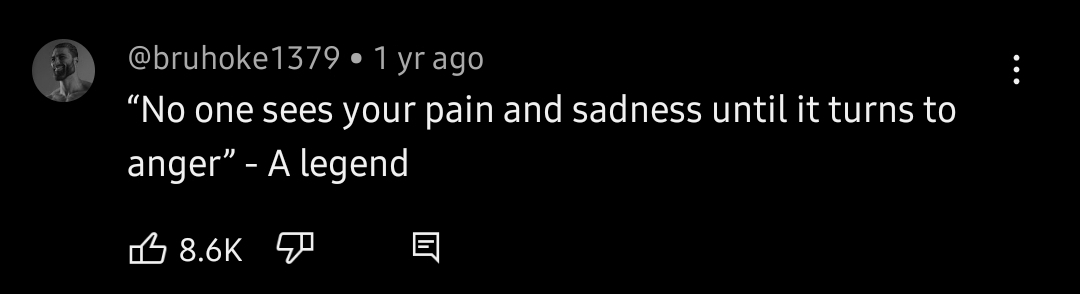 @bruhoke1379 • 1 yr ago
“No one sees your pain and sadness until it turns to
anger” - A legend
8.6K